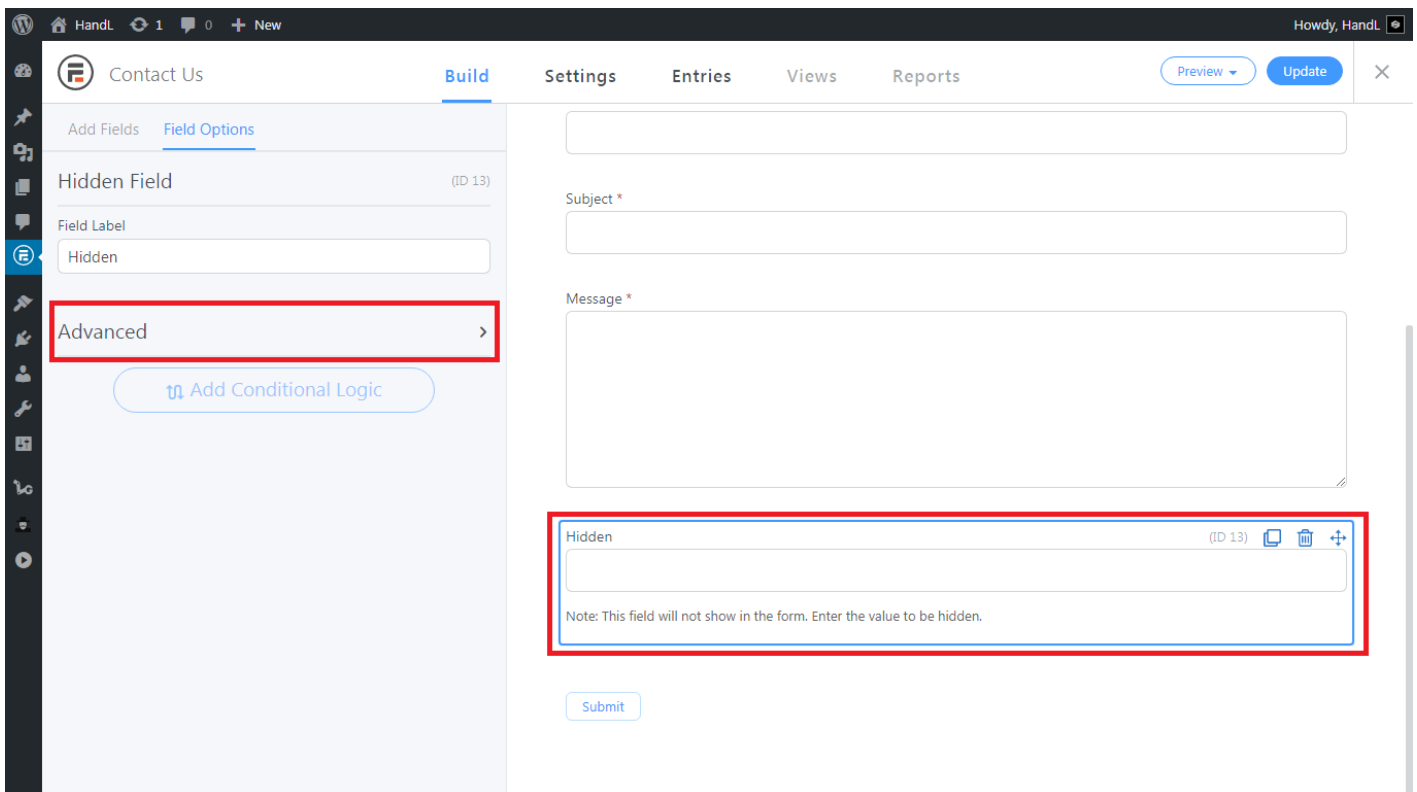 HandL 1 0 New Howdy, HandL
Contact Us Build Settings Entries Views Reports Preview Update
Add Fields Field Options
Hidden Field (ID 13)
Field Label
Hidden
Advanced
Add Conditional Logic
Subject *
Message *
Hidden (ID 13)
Note: This field will not show in the form. Enter the value to be hidden.
Submit